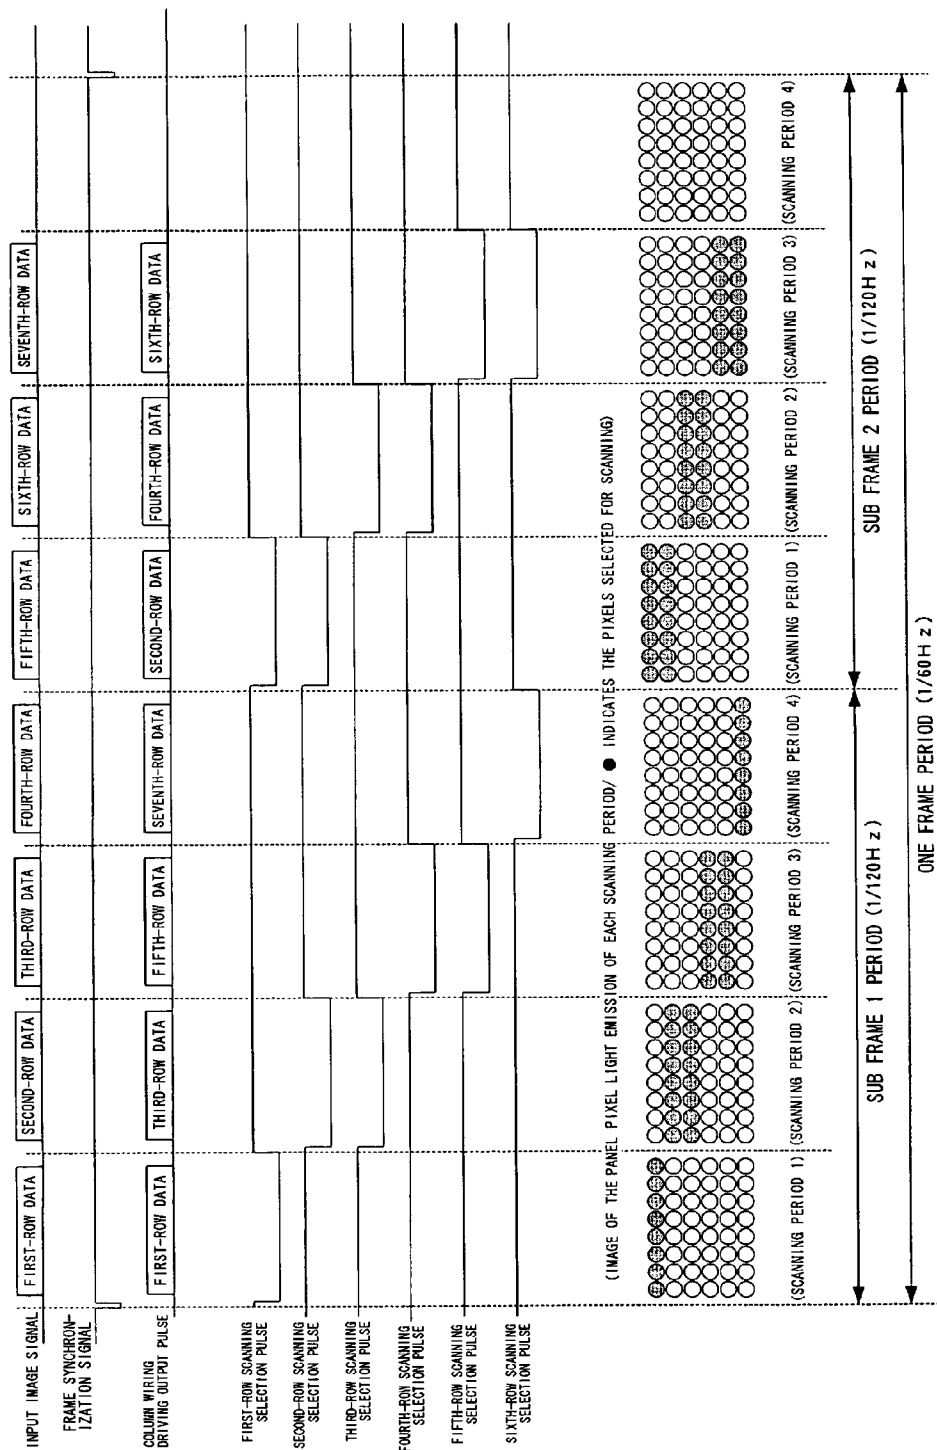 INPUT IMAGE SIGNAL
FIRST-ROW DATA
SECOND-ROW DATA
THIRD-ROW DATA
FOURTH-ROW DATA
FIFTH-ROW DATA
SIXTH-ROW DATA
SEVENTH-ROW DATA
FRAME SYNCHRON-
IZATION SIGNAL
COLUMN WIRING
DRIVING OUTPUT PULSE
FIRST-ROW DATA
THIRD-ROW DATA
FIFTH-ROW DATA
SEVENTH-ROW DATA
SECOND-ROW DATA
FOURTH-ROW DATA
SIXTH-ROW DATA
FIRST-ROW SCANNING
SELECTION PULSE
SECOND-ROW SCANNING
SELECTION PULSE
THIRD-ROW SCANNING
SELECTION PULSE
FOURTH-ROW SCANNING
SELECTION PULSE
FIFTH-ROW SCANNING
SELECTION PULSE
SIXTH-ROW SCANNING
SELECTION PULSE
(IMAGE OF THE PANEL PIXEL LIGHT EMISSION OF EACH SCANNING PERIOD/ ● INDICATES THE PIXELS SELECTED FOR SCANNING)
(SCANNING PERIOD 1)
(SCANNING PERIOD 2)
(SCANNING PERIOD 3)
(SCANNING PERIOD 4)
(SCANNING PERIOD 1)
(SCANNING PERIOD 2)
(SCANNING PERIOD 3)
(SCANNING PERIOD 4)
SUB FRAME 1 PERIOD (1/120Hz)
SUB FRAME 2 PERIOD (1/120Hz)
ONE FRAME PERIOD (1/60Hz)